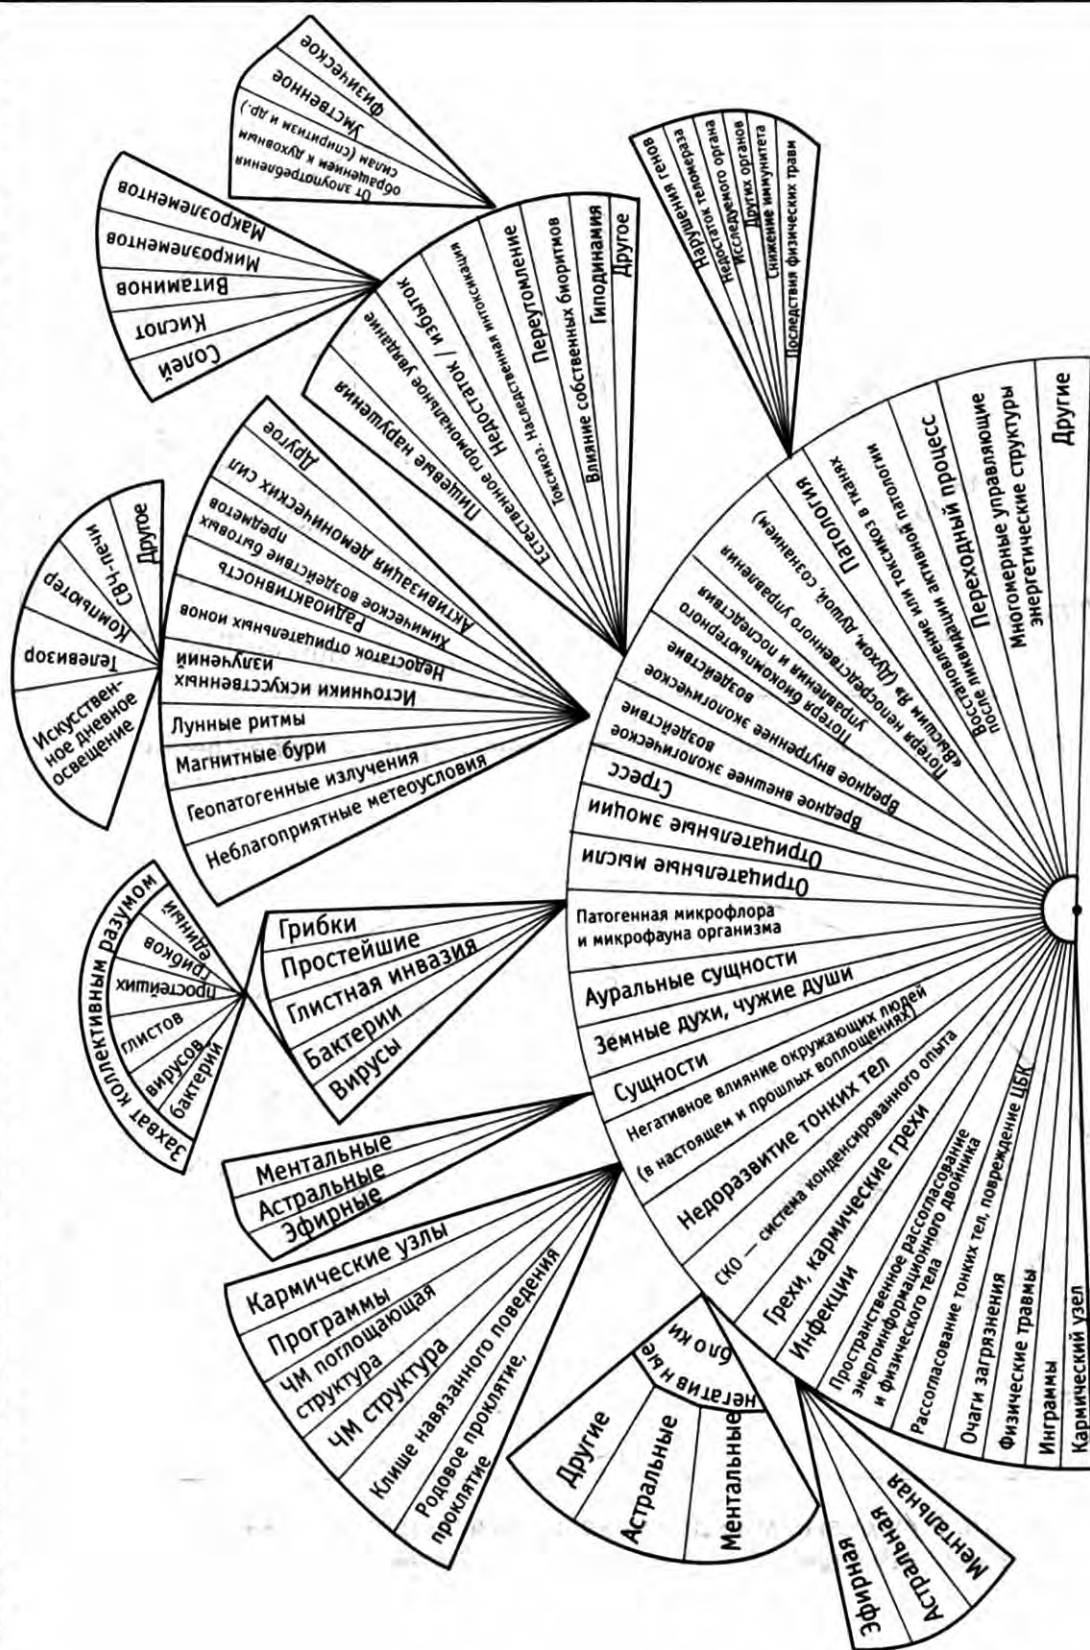 Физическое
Умственное
От злоупотребления
обращением к духовным
силам (спиритизм и др.)
Макроэлементов
Микроэлементов
Витаминов
Кислот
Солей
Другое
Гиподинамия
Влияние собственных биоритмов
Переутомление
Токсикоз. Наследственная интоксикация
Недостаток / избыток
Естественное гормональное увядание
Пищевые нарушения
Нарушения генов
Недостаток теломераза
Исследуемого органа
Других органов
Снижение иммунитета
Последствия физических травм
Другое
СВЧ-печи
Компьютер
Телевизор
Искусствен-
ное дневное
освещение
Другое
Активизация демонических сил
Химическое воздействие бытовых
предметов
Радиоактивность
Недостаток отрицательных ионов
Источники искусственных
излучений
Лунные ритмы
Магнитные бури
Геопатогенные излучения
Неблагоприятные метеоусловия
Захват коллективным разумом
единый
грибков
простейших
глистов
вирусов
бактерий
Грибки
Простейшие
Глистная инвазия
Бактерии
Вирусы
Ментальные
Астральные
Эфирные
Кармические узлы
Программы
ЧМ поглощающая
структура
ЧМ структура
Клише навязанного поведения
Родовое проклятие,
проклятие
негативные
блоки
Другие
Астральные
Ментальные
Эфирная
Астральная
Ментальная
Другие
Многомерные управляющие
энергетические структуры
Переходный процесс
Восстановление или токсикоз в тканях
после ликвидации активной патологии
Патология
Потеря непосредственного управления
«Высшим Я» (Духом, душой, сознанием)
Потеря биокомпьютерного
управления и последствия
Вредное внутреннее экологическое
воздействие
Вредное внешнее экологическое
воздействие
Стресс
Отрицательные эмоции
Отрицательные мысли
Патогенная микрофлора
и микрофауна организма
Ауральные сущности
Земные духи, чужие души
Сущности
Негативное влияние окружающих людей
(в настоящем и прошлых воплощениях)
Недоразвитие тонких тел
СКО — система конденсированного опыта
Грехи, кармические грехи
Инфекции
Пространственное рассогласование
энергоинформационного двойника
и физического тела
Рассогласование тонких тел, повреждение ЦБК
Очаги загрязнения
Физические травмы
Инграммы
Кармический узел